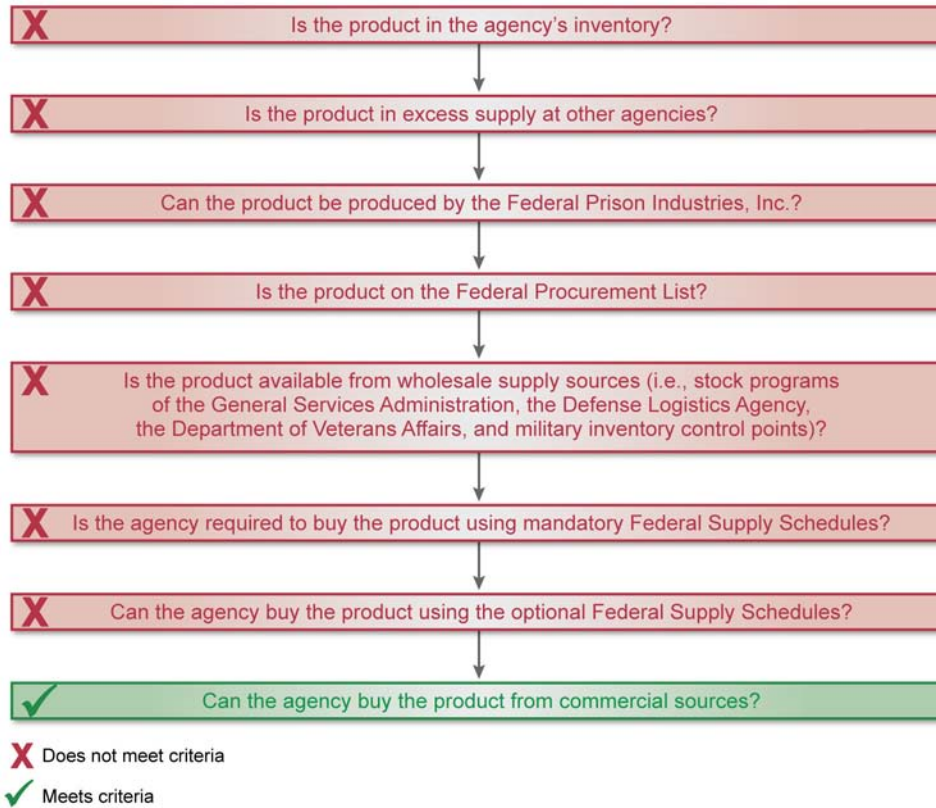 Is the product in the agency’s inventory?
Is the product in excess supply at other agencies?
Can the product be produced by the Federal Prison Industries, Inc.?
Is the product on the Federal Procurement List?
Is the product available from wholesale supply sources (i.e., stock programs
of the General Services Administration, the Defense Logistics Agency,
the Department of Veterans Affairs, and military inventory control points)?
Is the agency required to buy the product using mandatory Federal Supply Schedules?
Can the agency buy the product using the optional Federal Supply Schedules?
Can the agency buy the product from commercial sources?
X Does not meet criteria
✓ Meets criteria